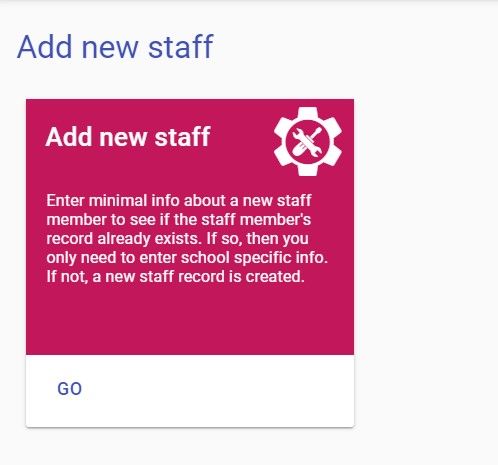 Add new staff
Add new staff
Enter minimal info about a new staff
member to see if the staff member's
record already exists. If so, then you
only need to enter school specific info.
If not, a new staff record is created.
GO